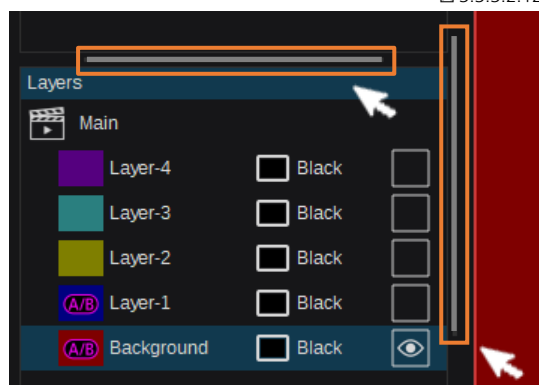 Layers
Main
Layer-4 Black
Layer-3 Black
Layer-2 Black
A/B Layer-1 Black
A/B Background Black